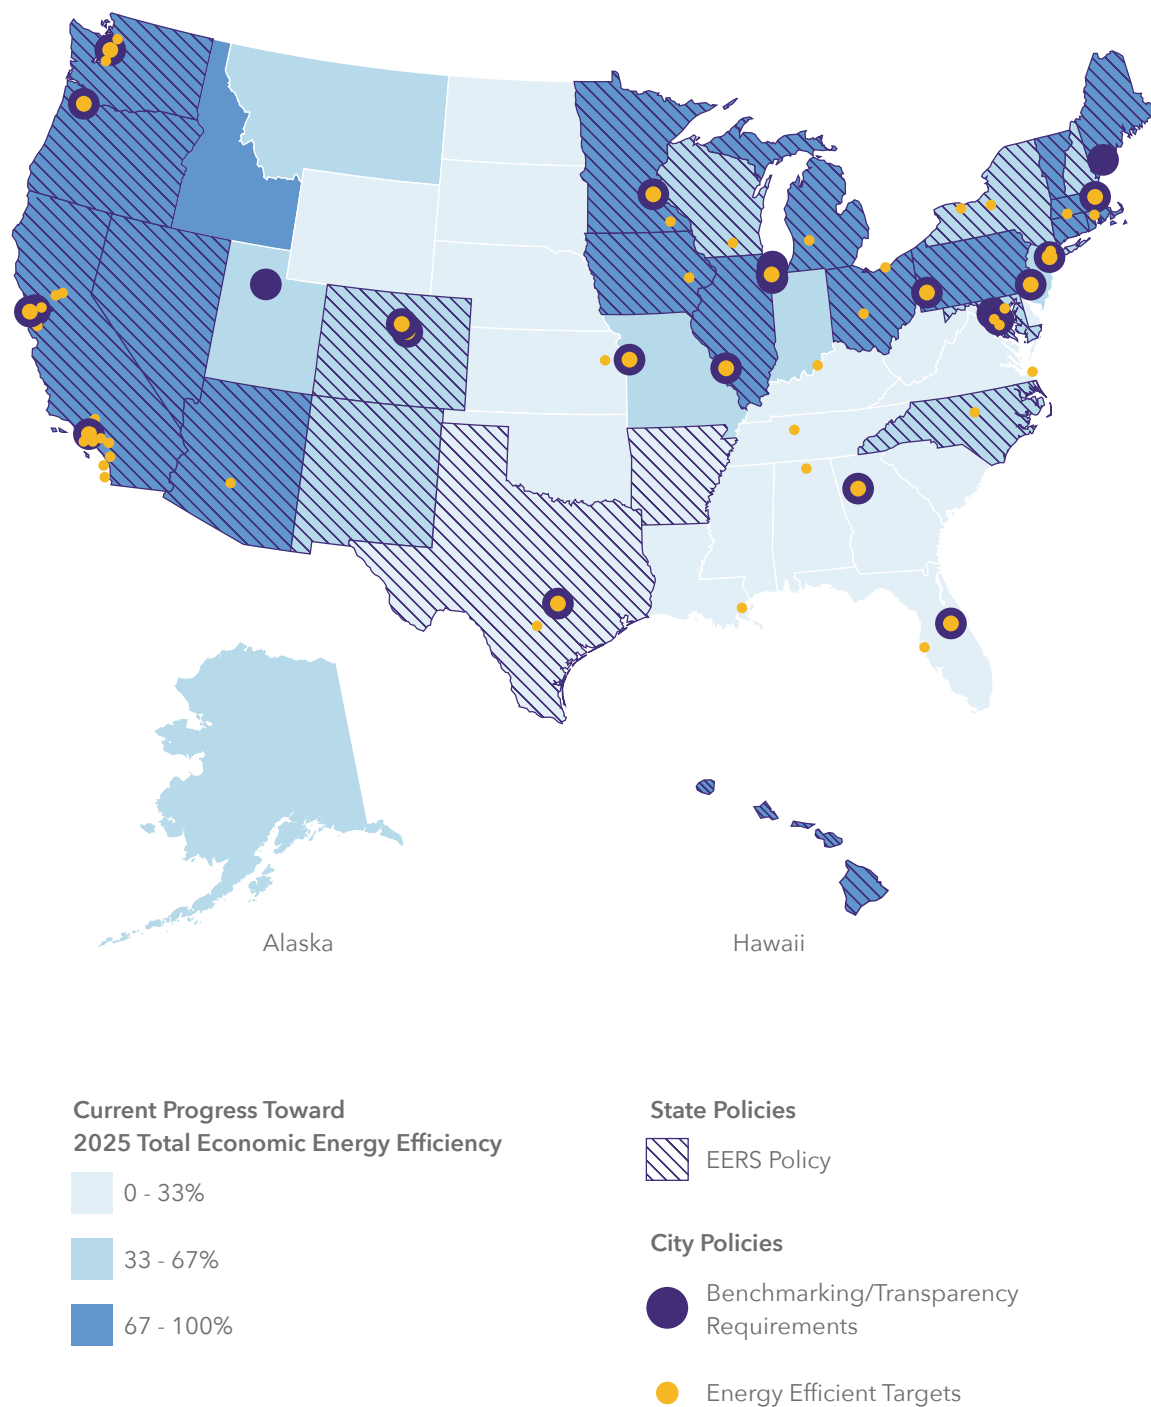 Alaska
Hawaii
Current Progress Toward
2025 Total Economic Energy Efficiency
0 - 33%
33 - 67%
67 - 100%
State Policies
EERS Policy
City Policies
Benchmarking/Transparency
Requirements
Energy Efficient Targets